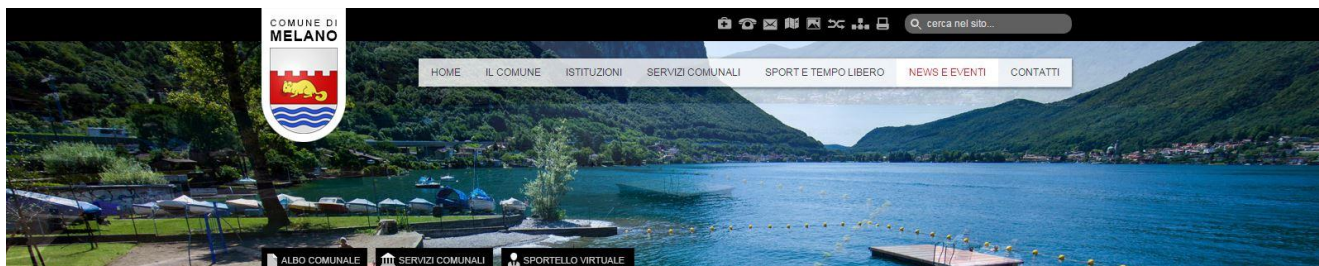 COMUNE DI
MELANO
cerca nel sito...
HOME IL COMUNE ISTITUZIONI SERVIZI COMUNALI SPORT E TEMPO LIBERO NEWS E EVENTI CONTATTI
ALBO COMUNALE SERVIZI COMUNALI SPORTELLO VIRTUALE